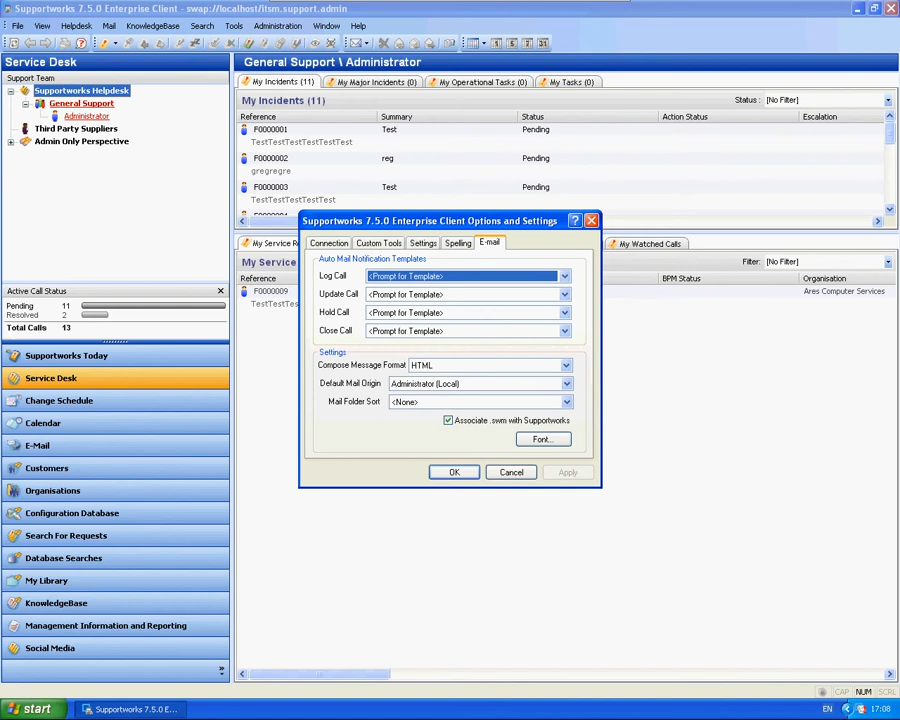 Supportworks 7.5.0 Enterprise Client - swap://localhost/itsm.support.admin
File View Helpdesk Mail KnowledgeBase Search Tools Administration Window Help
Service Desk
Support Team
Supportworks Helpdesk
General Support
Administrator
Third Party Suppliers
Admin Only Perspective
Active Call Status
Pending 11
Resolved 2
Total Calls 13
Supportworks Today
Service Desk
Change Schedule
Calendar
E-Mail
Customers
Organisations
Configuration Database
Search For Requests
Database Searches
My Library
KnowledgeBase
Management Information and Reporting
Social Media
General Support \ Administrator
My Incidents (11) My Major Incidents (0) My Operational Tasks (0) My Tasks (0)
My Incidents (11) Status : [No Filter]
Reference Summary Status Action Status Escalation
F0000001 Test Pending
TestTestTestTestTestTest
F0000002 reg Pending
gregregre
F0000003 Test Pending
TestTestTestTestTestTest
My Service Re My Watched Calls
My Service Filter: [No Filter]
Reference BPM Status Organisation
F0000009 Ares Computer Services
TestTestTes
Supportworks 7.5.0 Enterprise Client Options and Settings
Connection Custom Tools Settings Spelling E-mail
Auto Mail Notification Templates
Log Call <Prompt for Template>
Update Call <Prompt for Template>
Hold Call <Prompt for Template>
Close Call <Prompt for Template>
Settings
Compose Message Format HTML
Default Mail Origin Administrator (Local)
Mail Folder Sort <None>
Associate .swm with Supportworks
Font...
OK Cancel Apply
CAP NUM SCRL
start Supportworks 7.5.0 E... EN 17:08